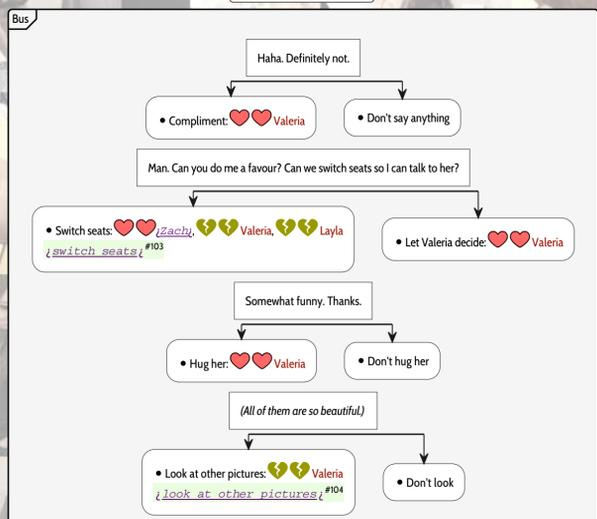 Bus
Haha. Definitely not.
• Compliment: Valeria
• Don't say anything
Man. Can you do me a favour? Can we switch seats so I can talk to her?
• Switch seats: ¿Zach¿, Valeria, Layla
¿switch seats¿ #103
• Let Valeria decide: Valeria
Somewhat funny. Thanks.
• Hug her: Valeria
• Don't hug her
(All of them are so beautiful.)
• Look at other pictures: Valeria
¿look at other pictures¿ #104
• Don't look